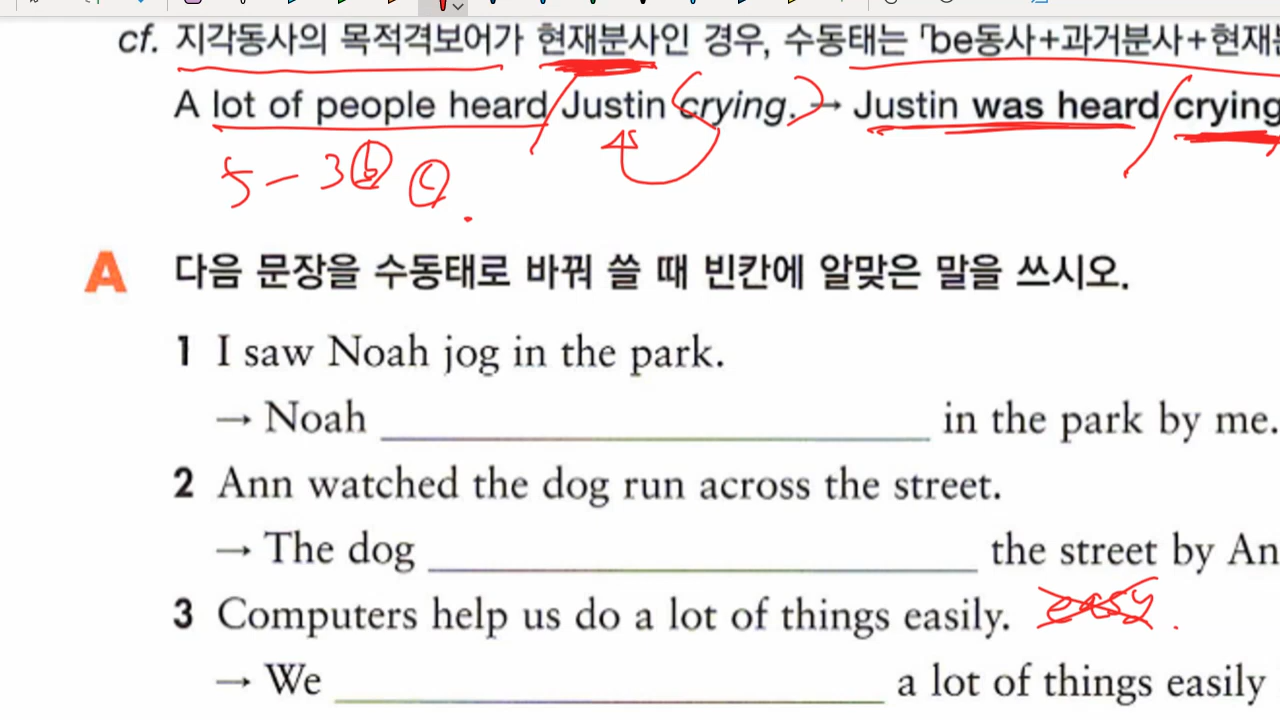 cf. 지각동사의 목적격보어가 현재분사인 경우, 수동태는 「be동사+과거분사+현재분
A lot of people heard Justin crying. → Justin was heard crying
5 - 3 ⓑ ⓒ.
A 다음 문장을 수동태로 바꿔 쓸 때 빈칸에 알맞은 말을 쓰시오.
1 I saw Noah jog in the park.
→ Noah in the park by me.
2 Ann watched the dog run across the street.
→ The dog the street by An
3 Computers help us do a lot of things easily. easy.
→ We a lot of things easily